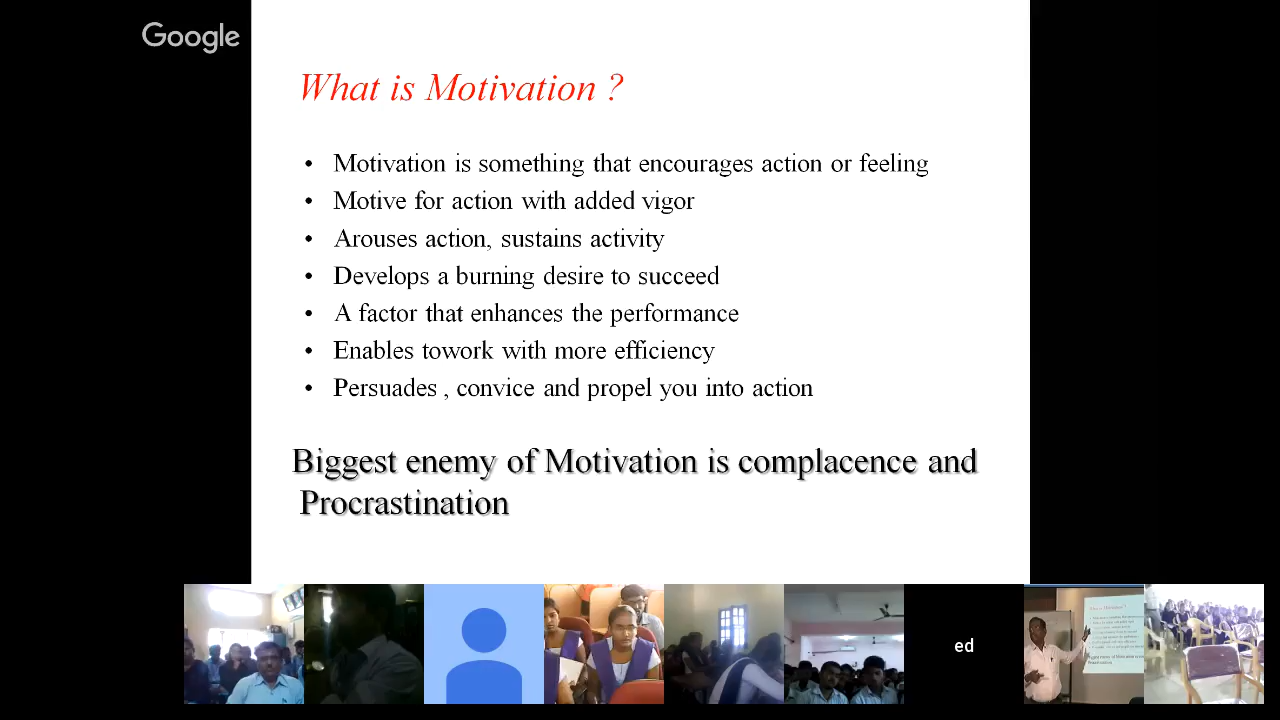 Google
What is Motivation ?
• Motivation is something that encourages action or feeling
• Motive for action with added vigor
• Arouses action, sustains activity
• Develops a burning desire to succeed
• A factor that enhances the performance
• Enables towork with more efficiency
• Persuades , convice and propel you into action
Biggest enemy of Motivation is complacence and
Procrastination
ed